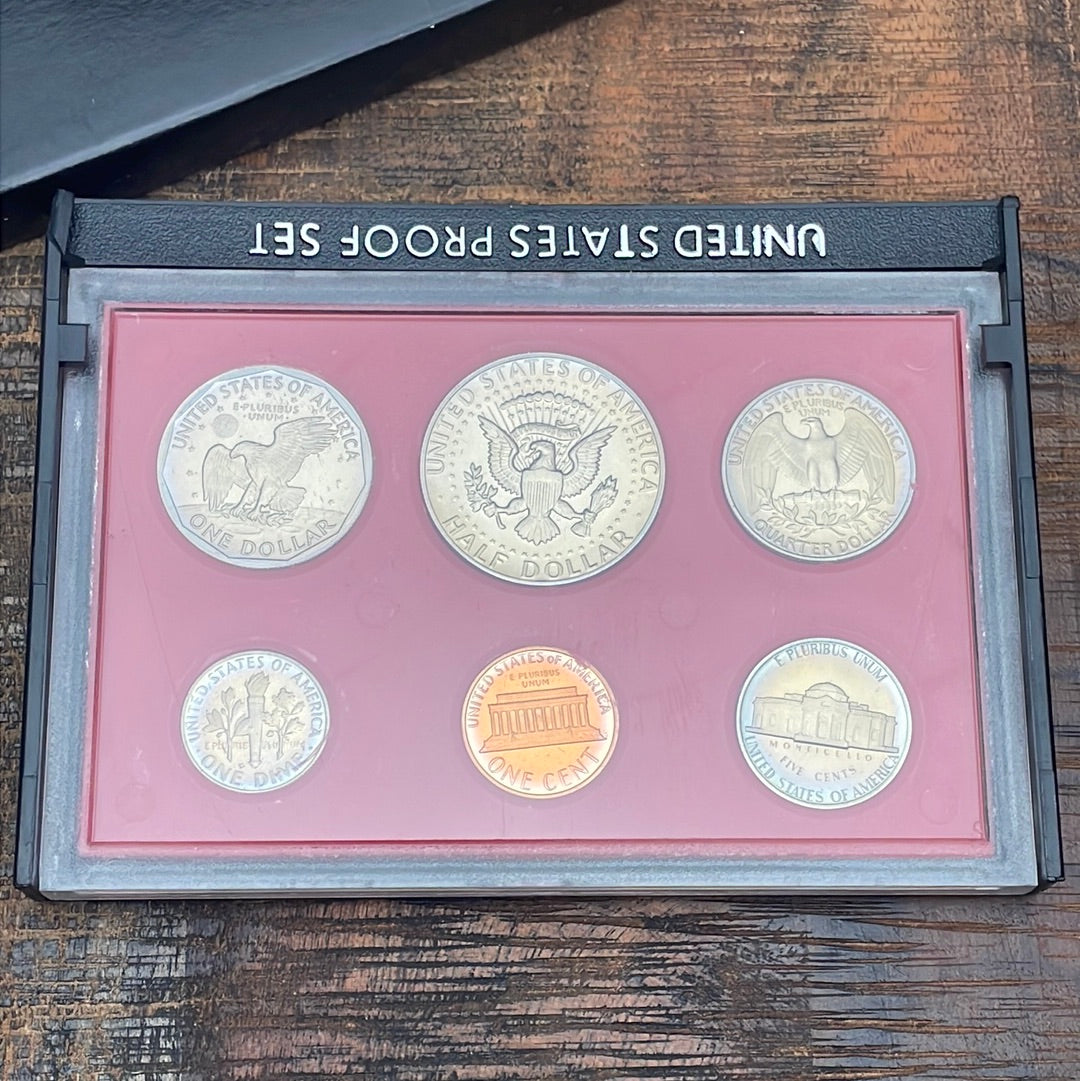 UNITED STATES PROOF SET
UNITED STATES OF AMERICA
E·PLURIBUS
·UNUM·
ONE DOLLAR
UNITED STATES OF AMERICA
HALF DOLLAR
UNITED STATES OF AMERICA
E PLURIBUS
UNUM
QUARTER DOLLAR
UNITED STATES OF AMERICA
E PLURIBUS UNUM
ONE DIME
UNITED STATES OF AMERICA
E PLURIBUS
UNUM
ONE CENT
E PLURIBUS UNUM
MONTICELLO
FIVE CENTS
UNITED STATES OF AMERICA